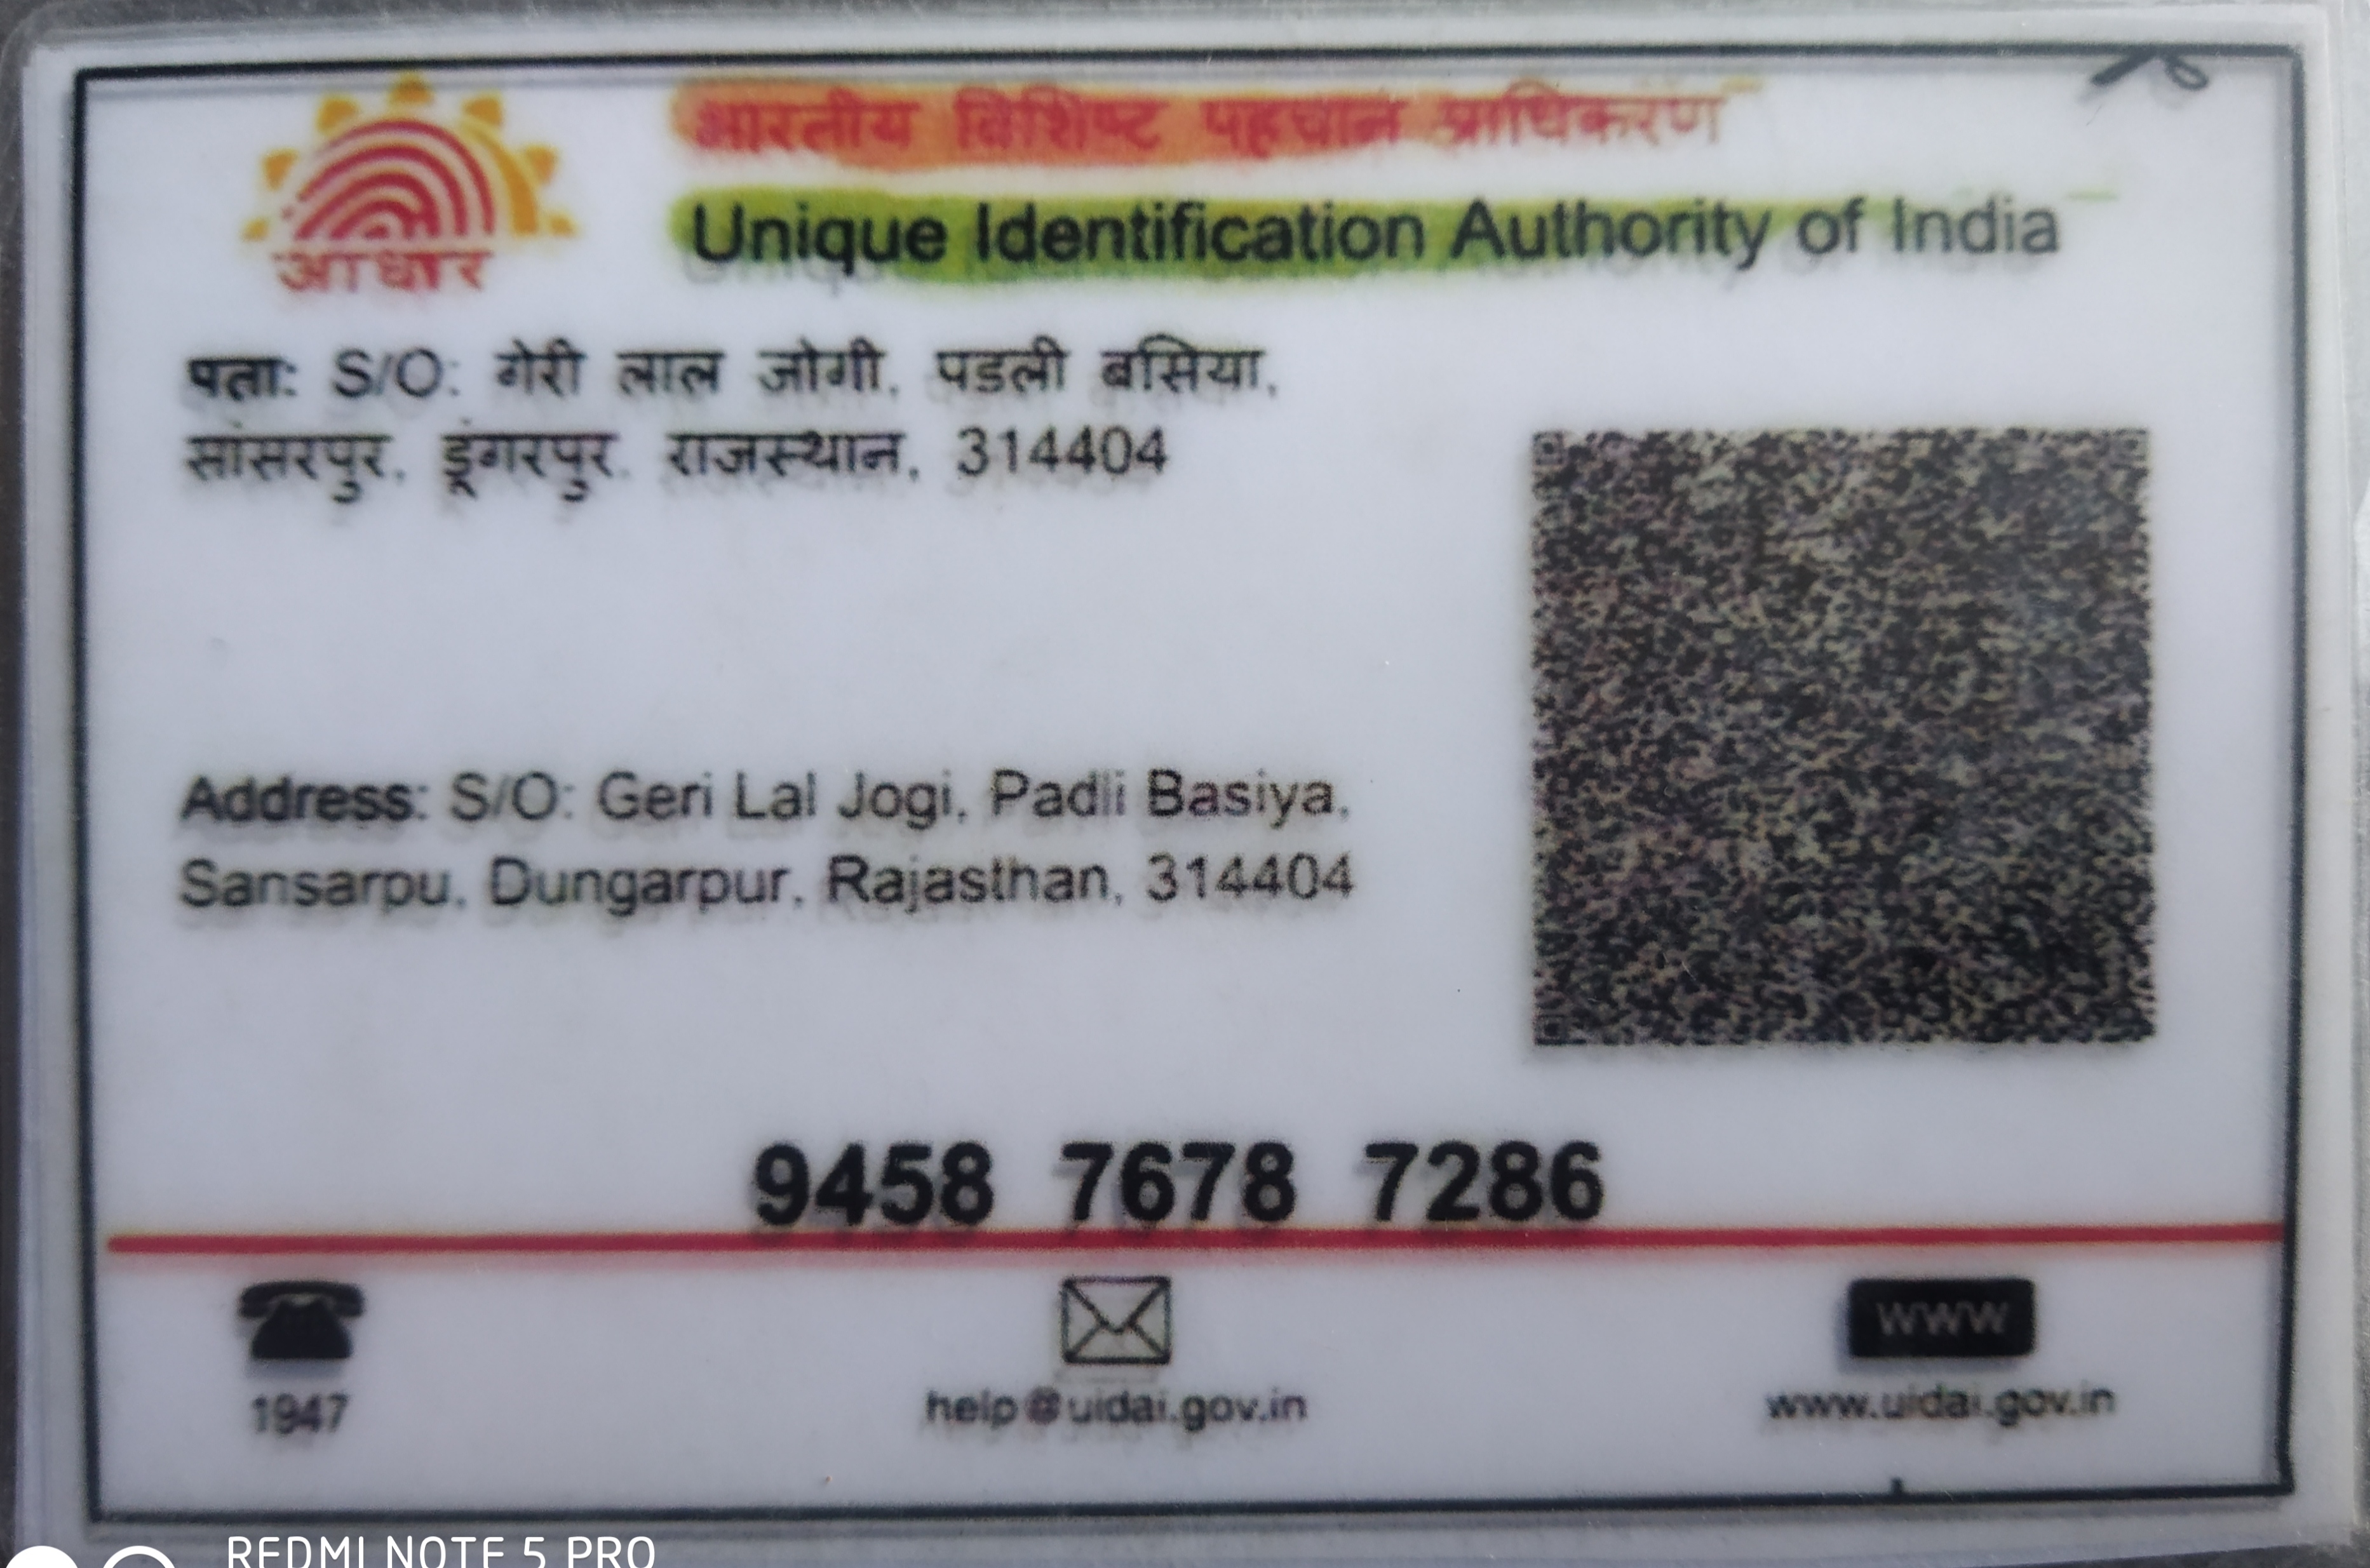 आधार
भारतीय विशिष्ट पहचान प्राधिकरण
Unique Identification Authority of India
पता: S/O: गेरी लाल जोगी, पडली बसिया,
सांसरपुर, डूंगरपुर, राजस्थान, 314404
Address: S/O: Geri Lal Jogi, Padli Basiya,
Sansarpu, Dungarpur, Rajasthan, 314404
9458 7678 7286
WWW
1947
help@uidai.gov.in
www.uidai.gov.in
REDMI NOTE 5 PRO